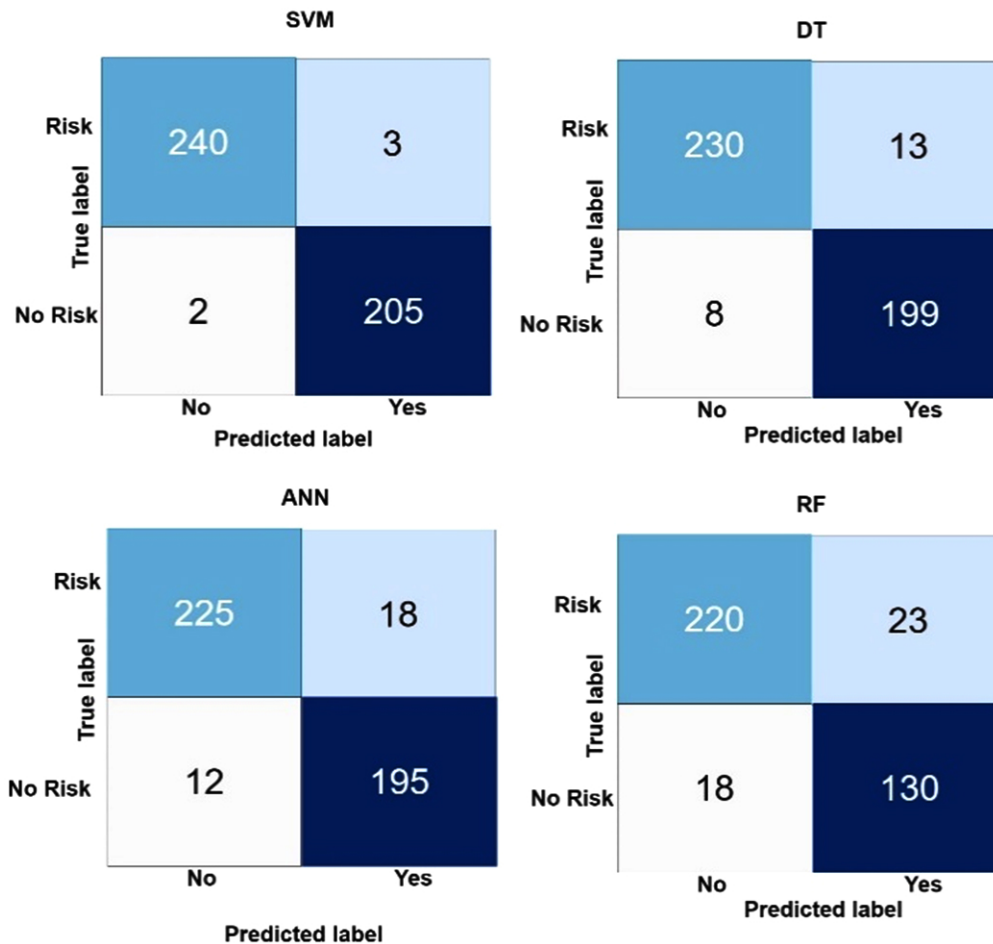 SVM
Risk
240
3
True label
No Risk
2
205
No
Yes
Predicted label
DT
Risk
230
13
True label
No Risk
8
199
No
Yes
Predicted label
ANN
Risk
225
18
True label
No Risk
12
195
No
Yes
Predicted label
RF
Risk
220
23
True label
No Risk
18
130
No
Yes
Predicted label